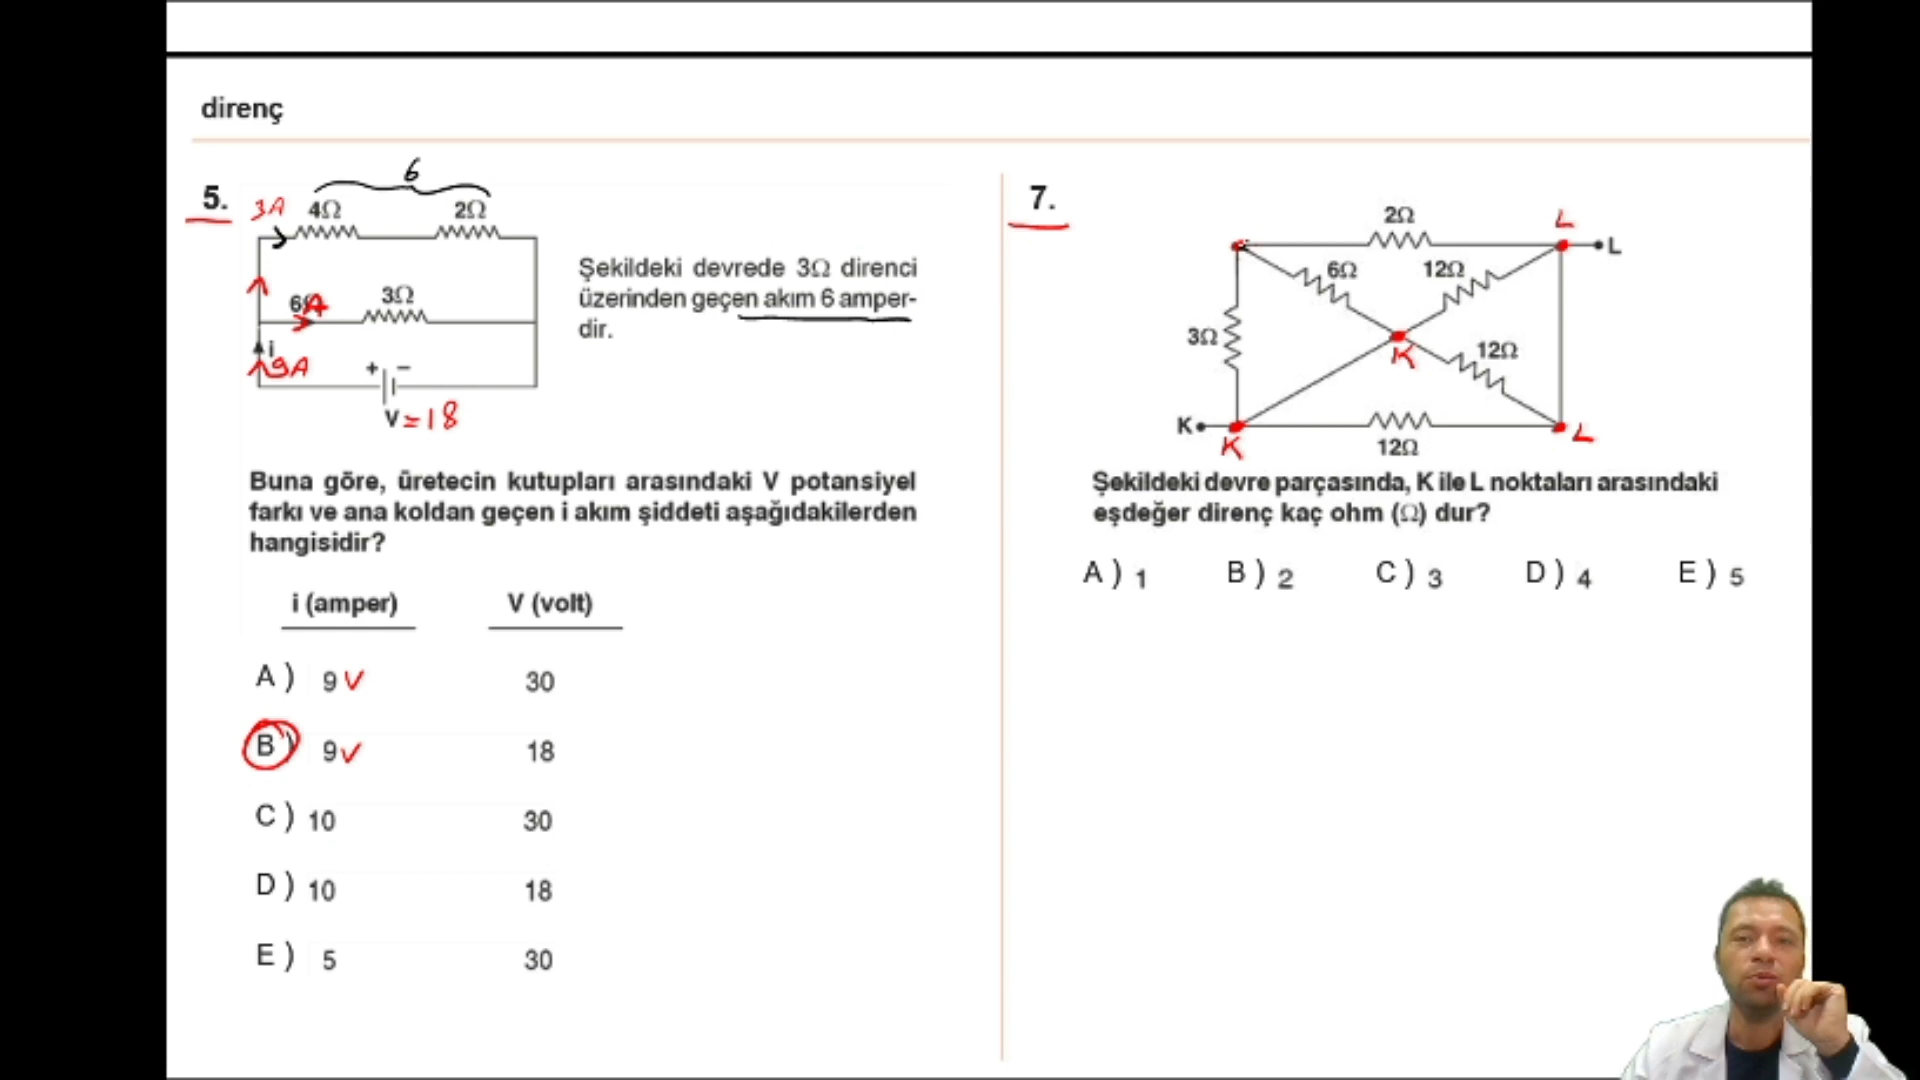 direnç
5.
6
3A
4Ω
2Ω
6A
3Ω
i
9A
+
−
V = 18
Şekildeki devrede 3Ω direnci
üzerinden geçen akım 6 amper-
dir.
Buna göre, üretecin kutupları arasındaki V potansiyel
farkı ve ana koldan geçen i akım şiddeti aşağıdakilerden
hangisidir?
i (amper) V (volt)
A) 9 30
B) 9 18
C) 10 30
D) 10 18
E) 5 30
7.
2Ω
L
L
6Ω
12Ω
3Ω
K
12Ω
K
K
12Ω
L
Şekildeki devre parçasında, K ile L noktaları arasındaki
eşdeğer direnç kaç ohm (Ω) dur?
A) 1 B) 2 C) 3 D) 4 E) 5